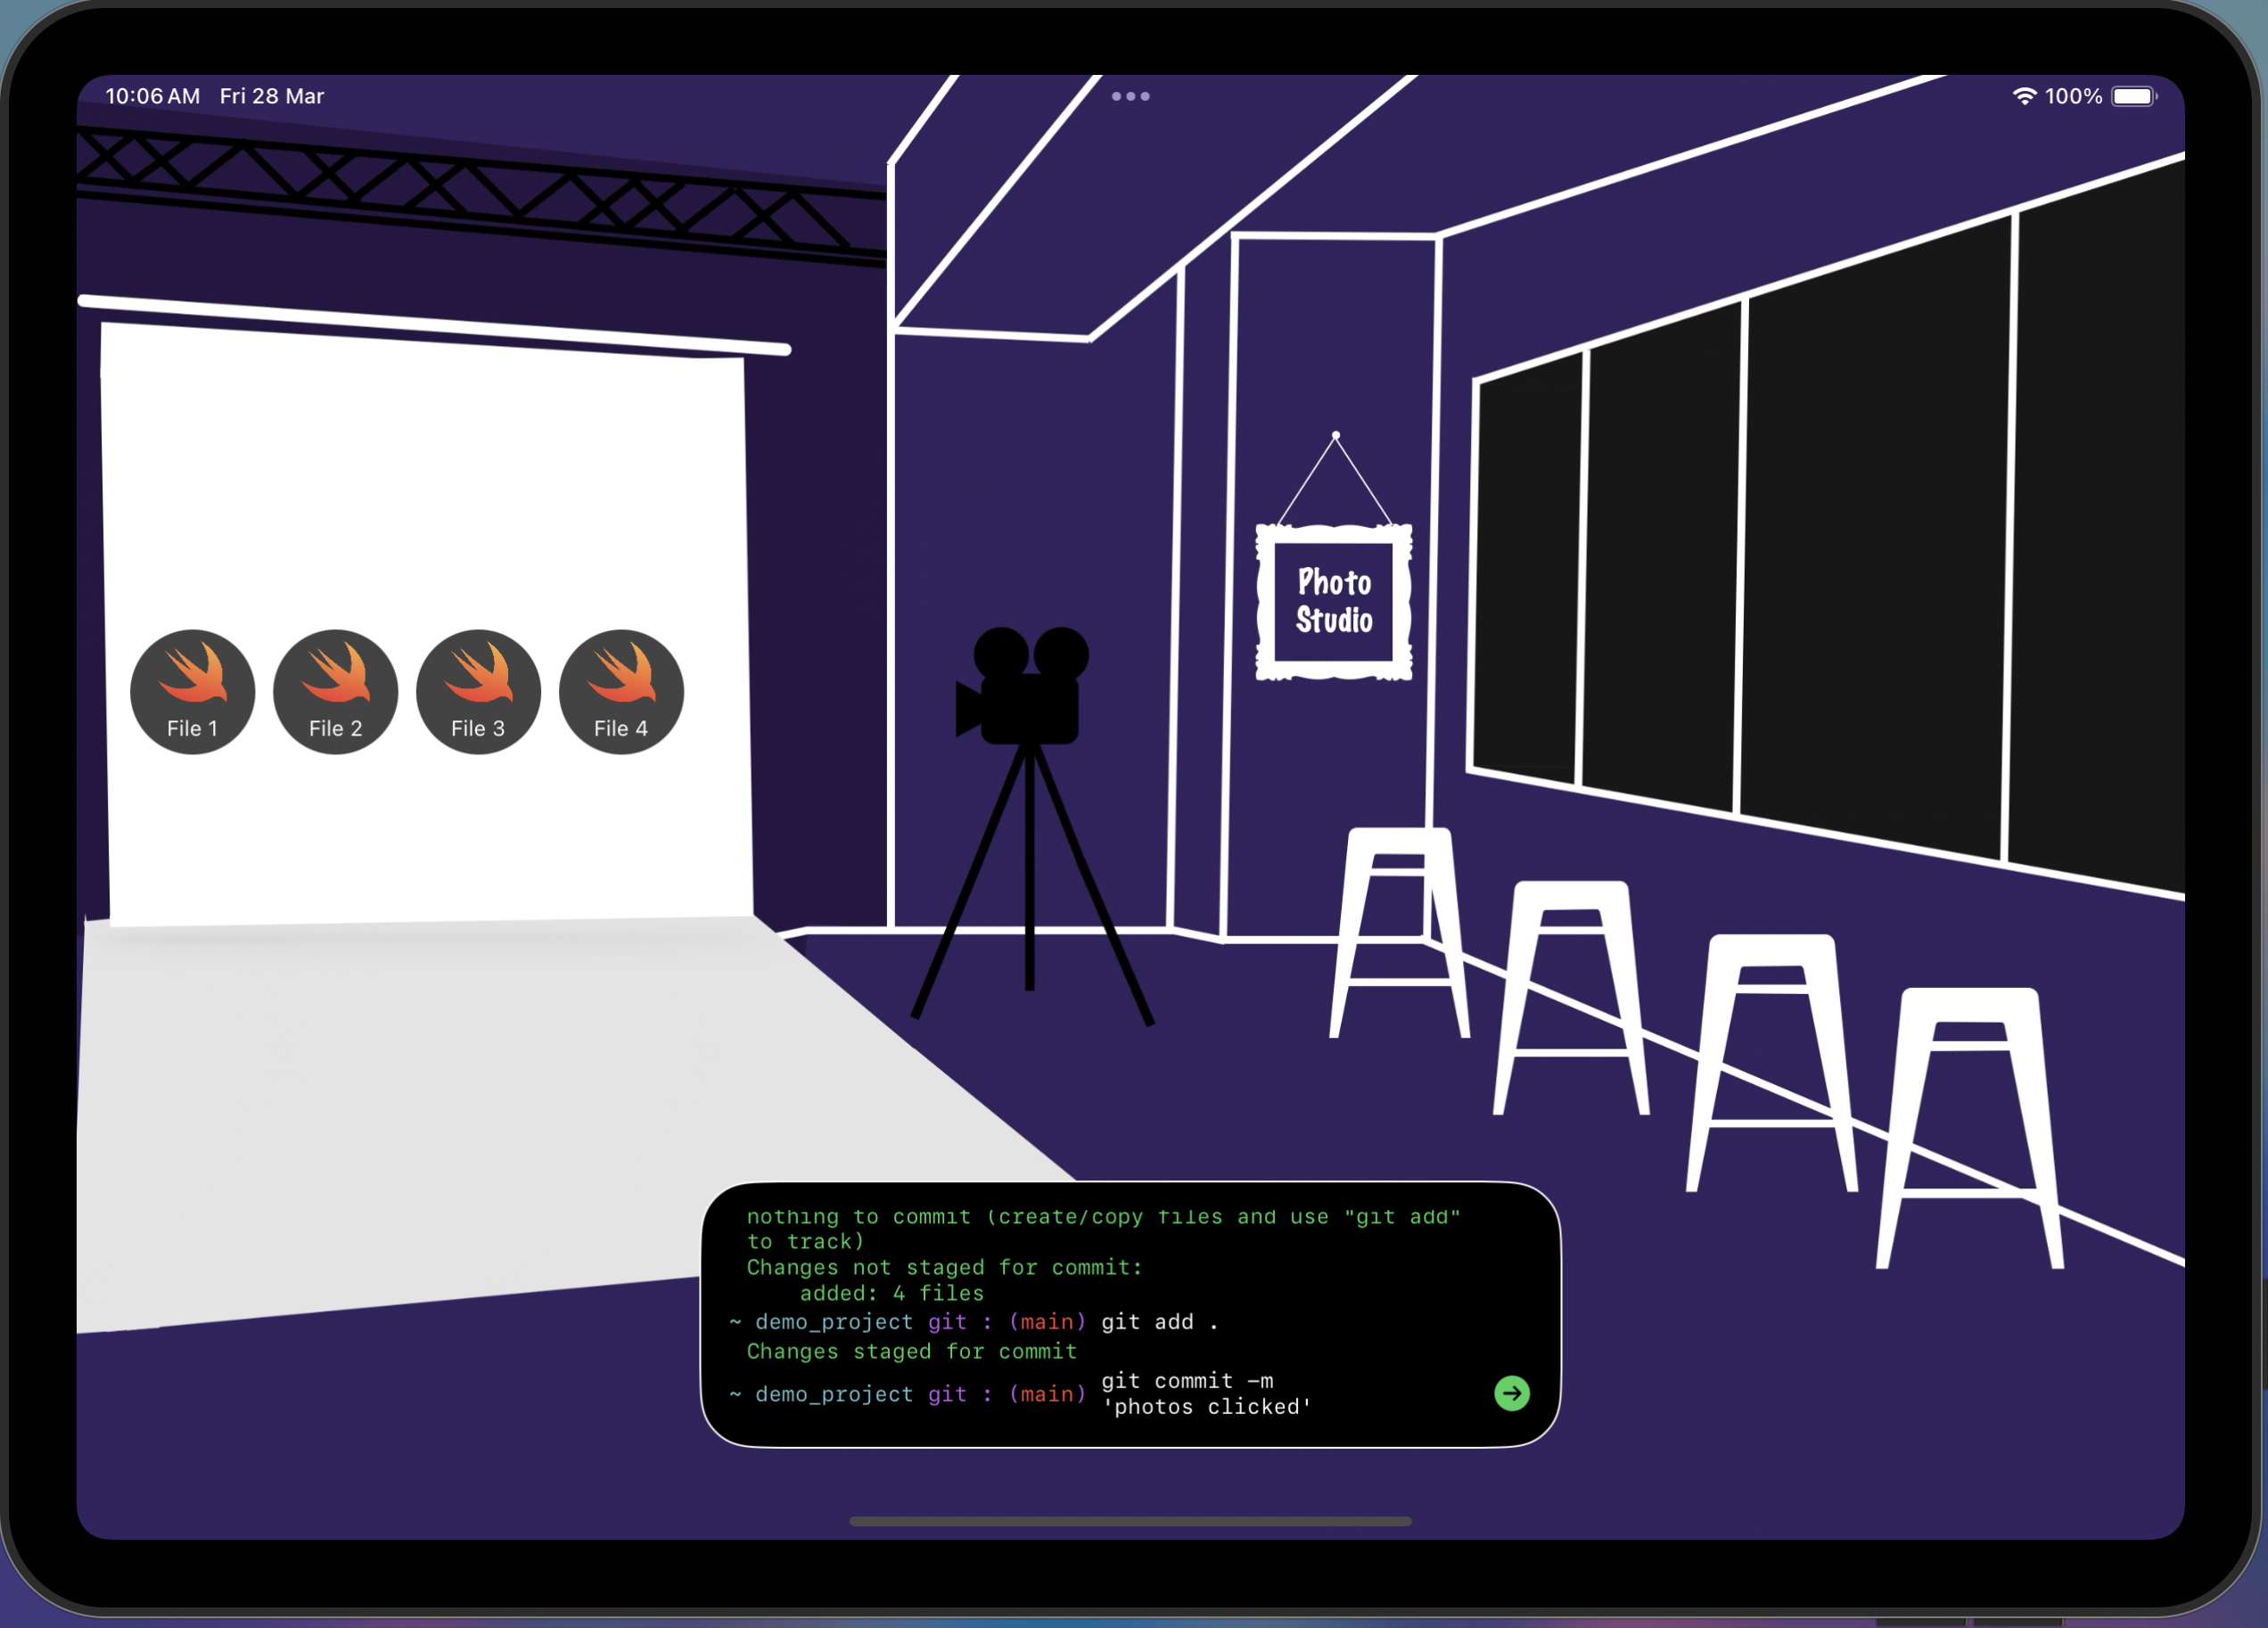 10:06 AM Fri 28 Mar
100%
Photo
Studio
File 1 File 2 File 3 File 4
nothing to commit (create/copy files and use "git add"
to track)
Changes not staged for commit:
added: 4 files
~ demo_project git : (main) git add .
Changes staged for commit
~ demo_project git : (main) git commit –m
'photos clicked'